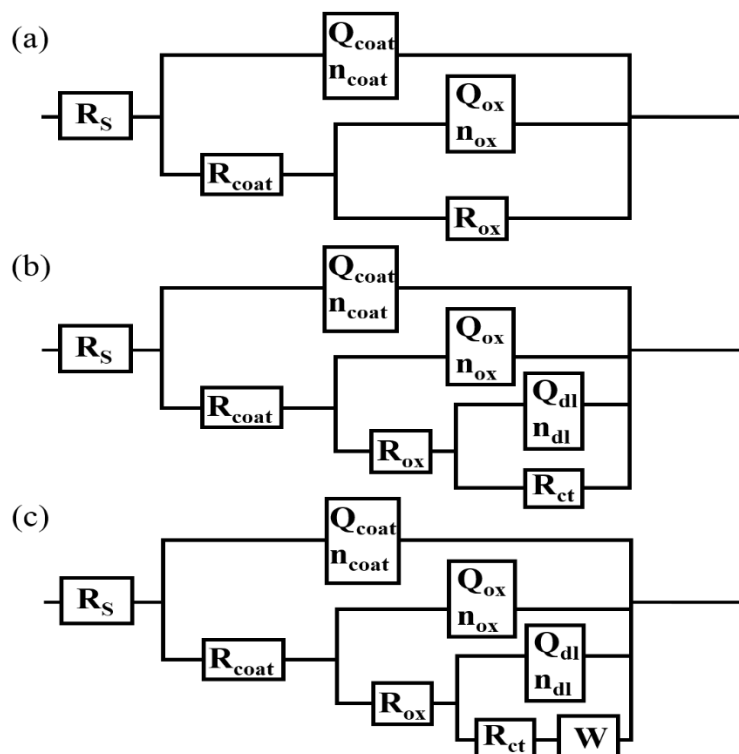 (a)
Q_coat
n_coat
R_S
Q_ox
n_ox
R_coat
R_ox
(b)
Q_coat
n_coat
R_S
Q_ox
n_ox
R_coat
Q_dl
n_dl
R_ox
R_ct
(c)
Q_coat
n_coat
R_S
Q_ox
n_ox
R_coat
Q_dl
n_dl
R_ox
R_ct W